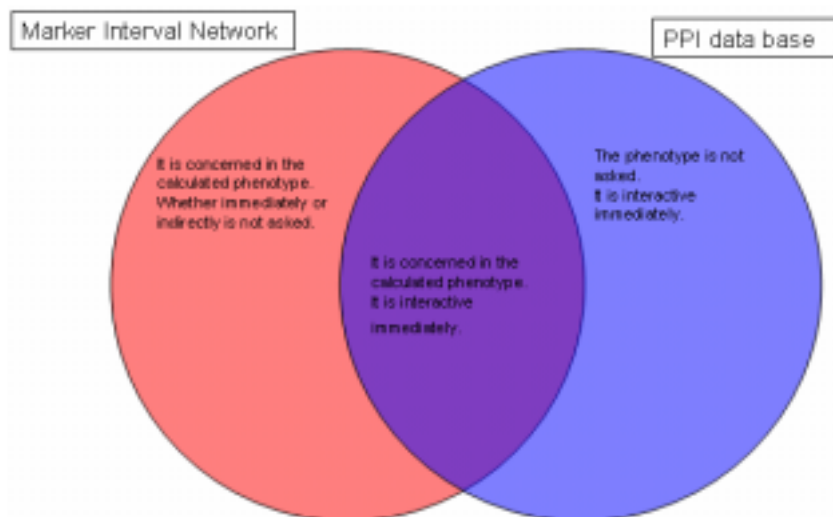 Marker Interval Network
PPI data base
It is concerned in the
calculated phenotype.
Whether immediately or
indirectly is not asked.
It is concerned in the
calculated phenotype.
It is interactive
immediately.
The phenotype is not
asked.
It is interactive
immediately.